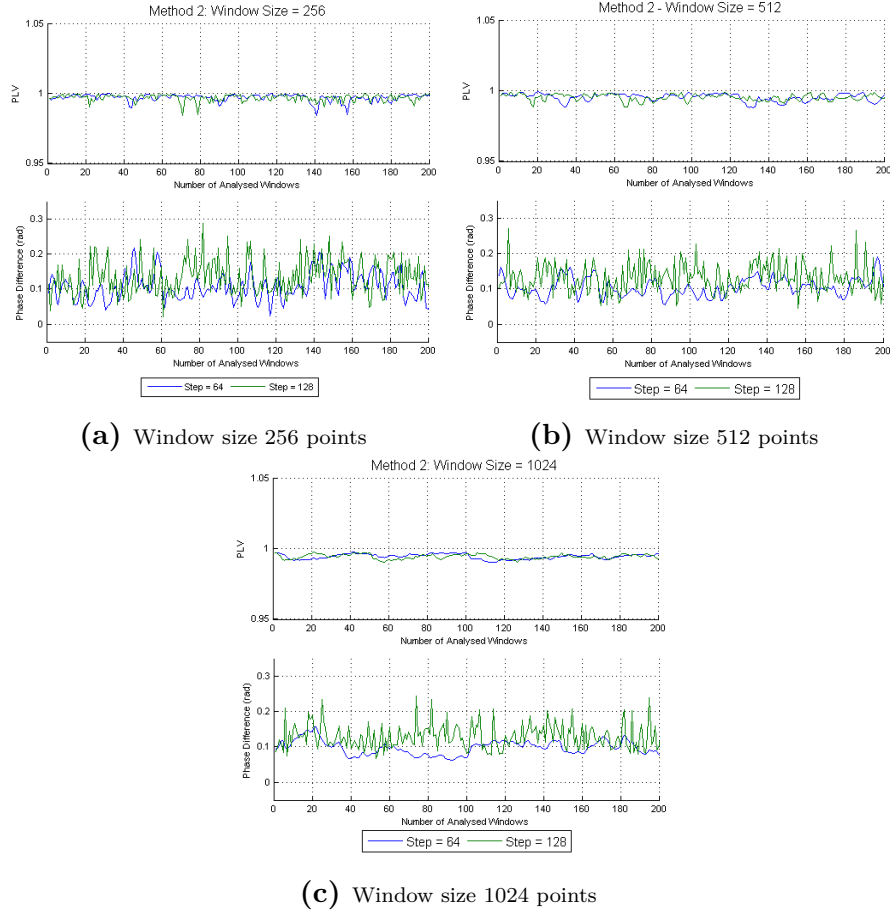 Method 2: Window Size = 256
1.05
1
0.95
PLV
0 20 40 60 80 100 120 140 160 180 200
Number of Analysed Windows
0.3
0.2
0.1
0
Phase Difference (rad)
0 20 40 60 80 100 120 140 160 180 200
Number of Analysed Windows
Step = 64 Step = 128
(a) Window size 256 points
Method 2 - Window Size = 512
1.05
1
0.95
PLV
0 20 40 60 80 100 120 140 160 180 200
Number of Analysed Windows
0.3
0.2
0.1
0
Phase Difference (rad)
0 20 40 60 80 100 120 140 160 180 200
Number of Analysed Windows
Step = 64 Step = 128
(b) Window size 512 points
Method 2: Window Size = 1024
1.05
1
0.95
PLV
0 20 40 60 80 100 120 140 160 180 200
Number of Analysed Windows
0.3
0.2
0.1
0
Phase Difference (rad)
0 20 40 60 80 100 120 140 160 180 200
Number of Analysed Windows
Step = 64 Step = 128
(c) Window size 1024 points